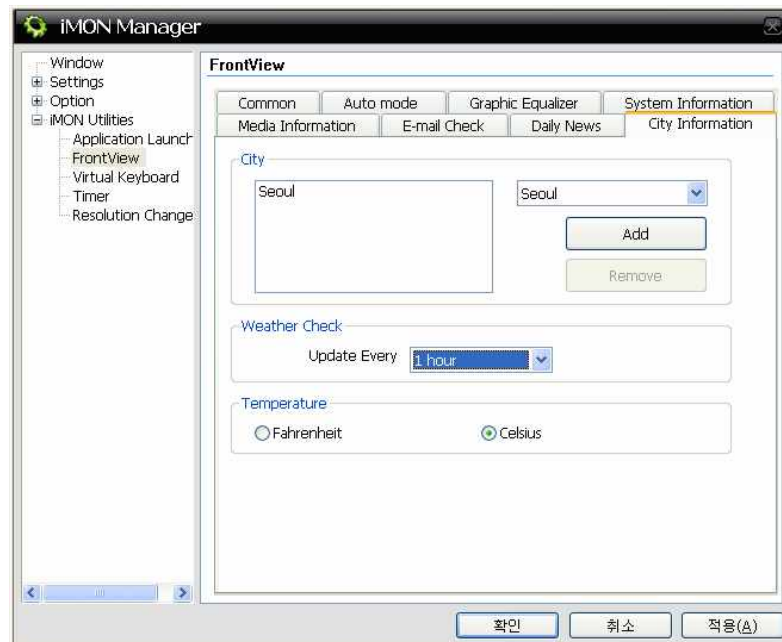 iMON Manager
Window
Settings
Option
iMON Utilities
Application Launch
FrontView
Virtual Keyboard
Timer
Resolution Change
FrontView
Common Auto mode Graphic Equalizer System Information
Media Information E-mail Check Daily News City Information
City
Seoul
Seoul
Add
Remove
Weather Check
Update Every 1 hour
Temperature
Fahrenheit Celsius
확인 취소 적용(A)